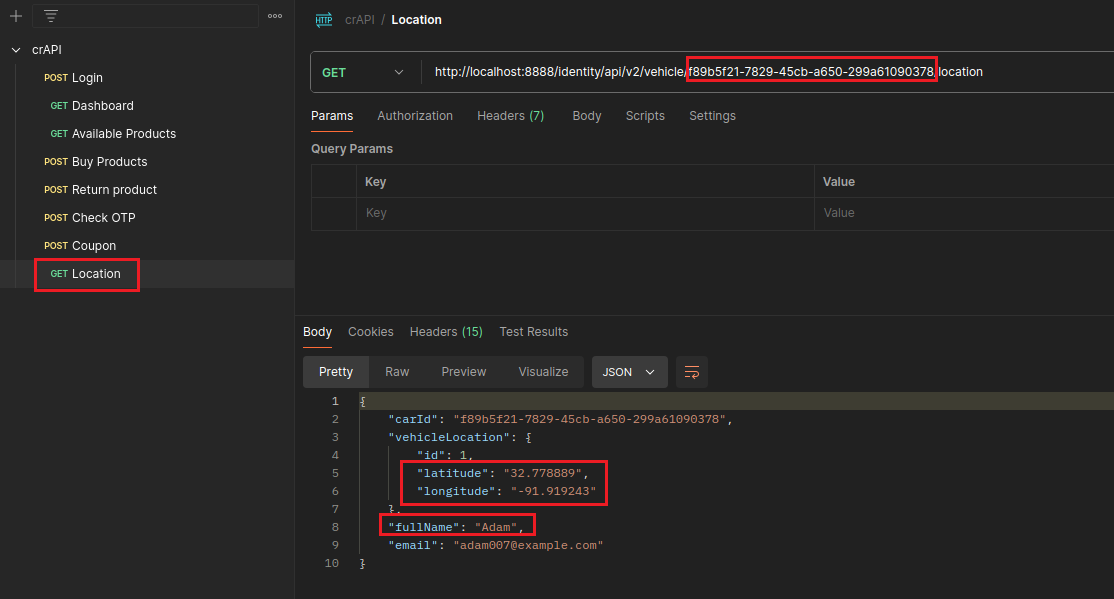 crAPI / Location
crAPI
POST Login
GET Dashboard
GET Available Products
POST Buy Products
POST Return product
POST Check OTP
POST Coupon
GET Location
GET http://localhost:8888/identity/api/v2/vehicle/f89b5f21-7829-45cb-a650-299a61090378/location
Params Authorization Headers (7) Body Scripts Settings
Query Params
Key Value
Key Value
Body Cookies Headers (15) Test Results
Pretty Raw Preview Visualize JSON
1 {
2 "carId": "f89b5f21-7829-45cb-a650-299a61090378",
3 "vehicleLocation": {
4 "id": 1,
5 "latitude": "32.778889",
6 "longitude": "-91.919243"
7 },
8 "fullName": "Adam",
9 "email": "adam007@example.com"
10 }